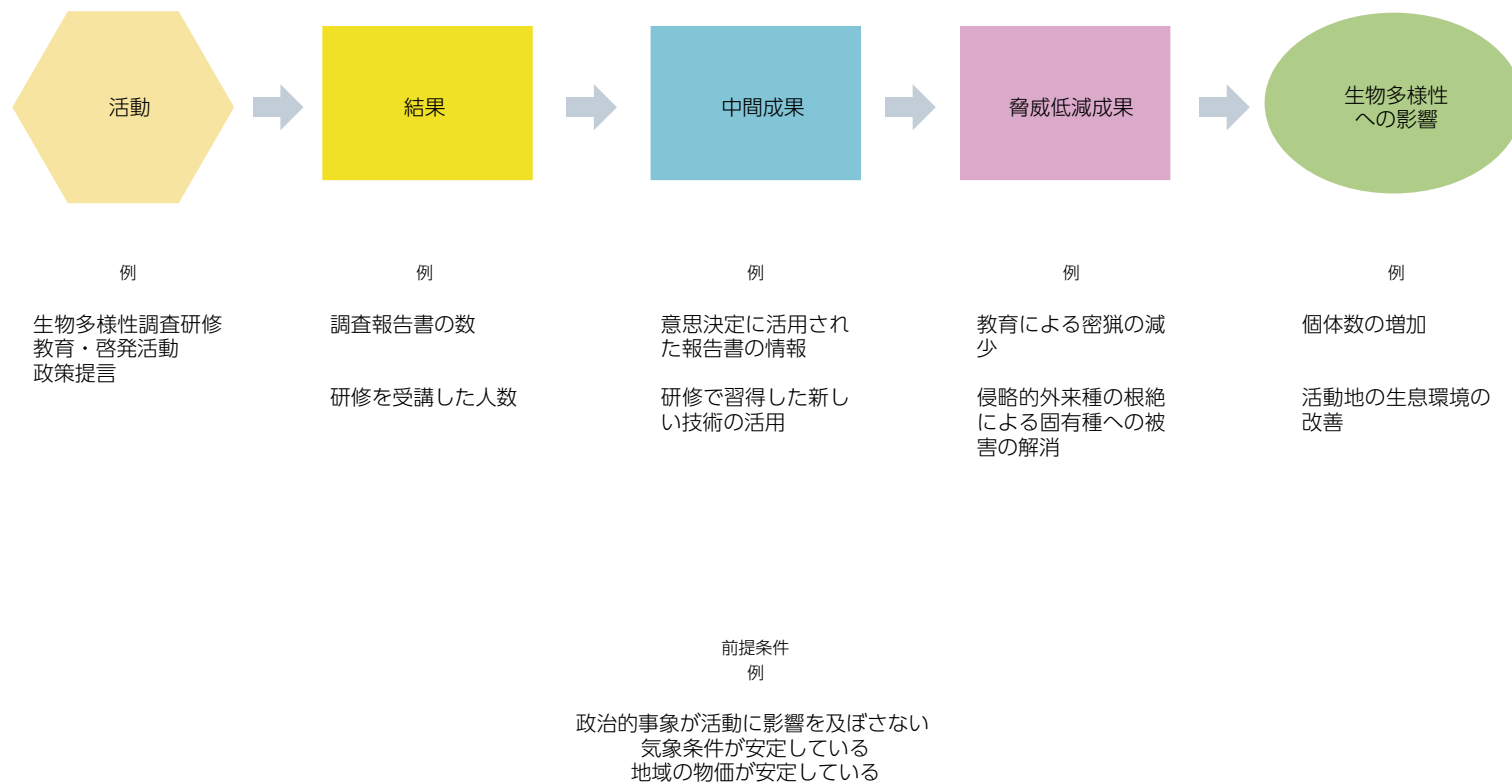 活動
結果
中間成果
脅威低減成果
生物多様性
への影響
例
生物多様性調査研修
教育・啓発活動
政策提言
例
調査報告書の数
研修を受講した人数
例
意思決定に活用され
た報告書の情報
研修で習得した新し
い技術の活用
例
教育による密猟の減
少
侵略的外来種の根絶
による固有種への被
害の解消
例
個体数の増加
活動地の生息環境の
改善
前提条件
例
政治的事象が活動に影響を及ぼさない
気象条件が安定している
地域の物価が安定している